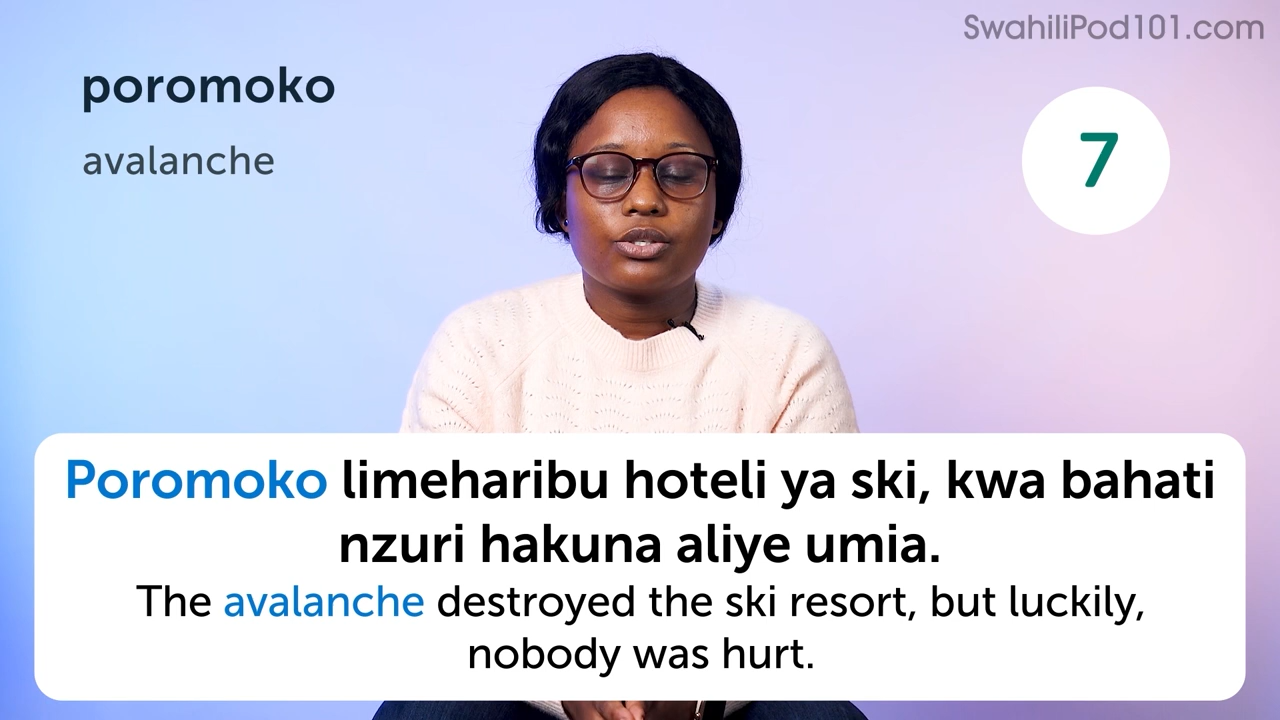 SwahiliPod101.com
poromoko
avalanche
7
Poromoko limeharibu hoteli ya ski, kwa bahati
nzuri hakuna aliye umia.
The avalanche destroyed the ski resort, but luckily,
nobody was hurt.